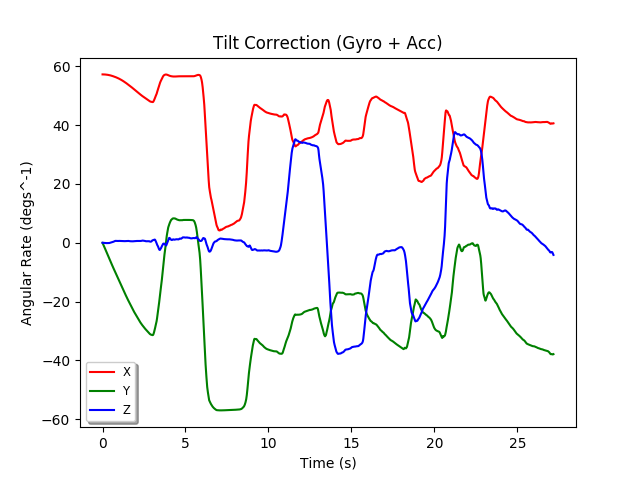 Tilt Correction (Gyro + Acc)
Angular Rate (degs^-1)
60
40
20
0
−20
−40
−60
X
Y
Z
0 5 10 15 20 25
Time (s)